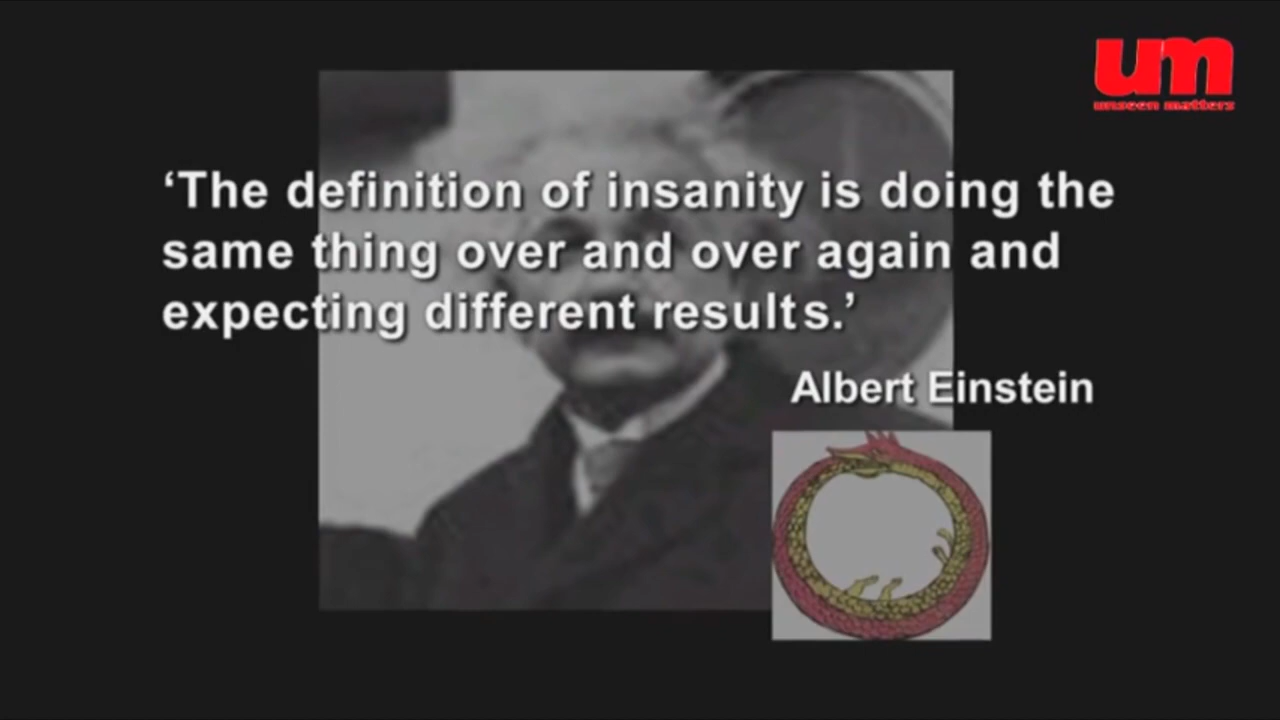 um
unseen matters
‘The definition of insanity is doing the
same thing over and over again and
expecting different results.’
Albert Einstein